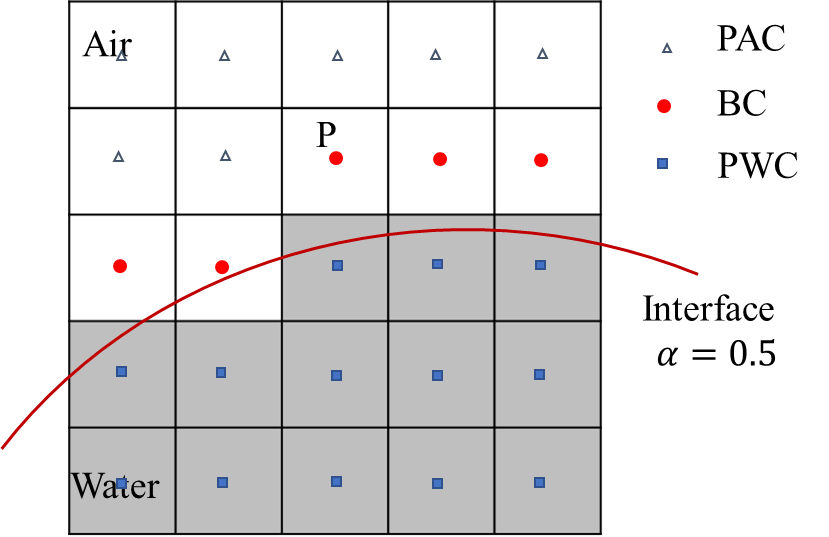 Air
PAC
BC
P
PWC
Interface
α = 0.5
Water